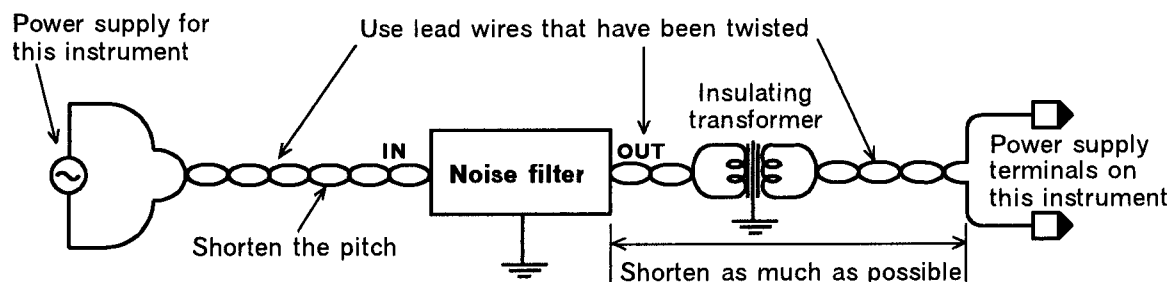 Power supply for
this instrument
Use lead wires that have been twisted
Insulating
transformer
IN
Noise filter
OUT
Power supply
terminals on
this instrument
Shorten the pitch
Shorten as much as possible